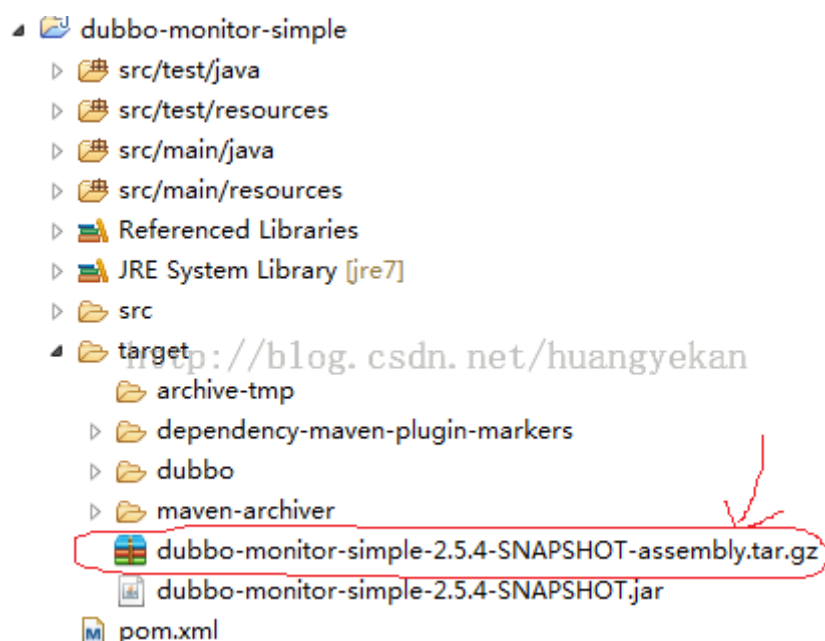 dubbo-monitor-simple
src/test/java
src/test/resources
src/main/java
src/main/resources
Referenced Libraries
JRE System Library [jre7]
src
target
http://blog.csdn.net/huangyekan
archive-tmp
dependency-maven-plugin-markers
dubbo
maven-archiver
dubbo-monitor-simple-2.5.4-SNAPSHOT-assembly.tar.gz
dubbo-monitor-simple-2.5.4-SNAPSHOT.jar
pom.xml